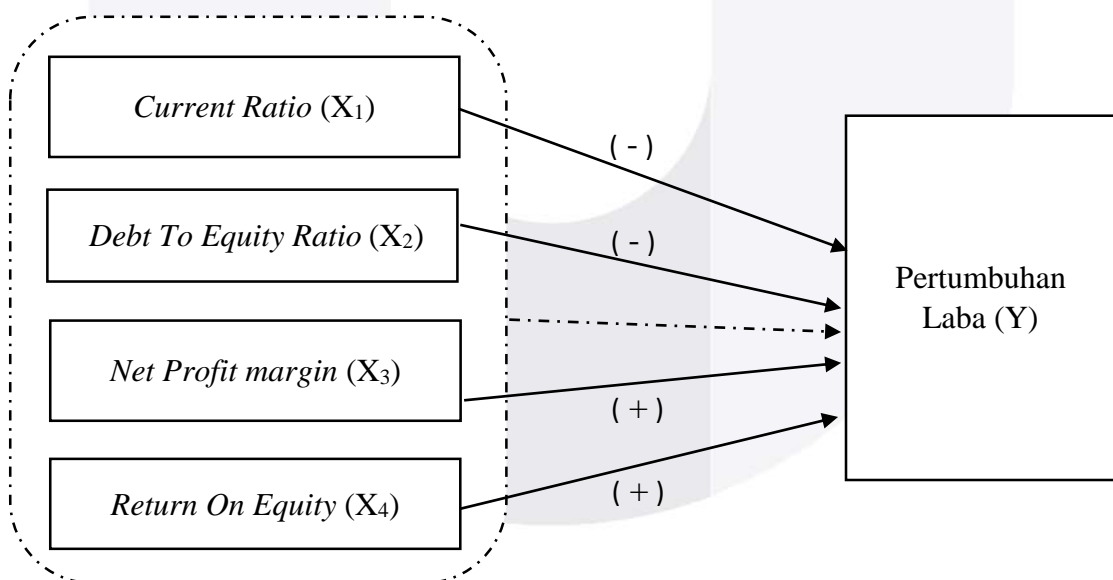 Current Ratio (X₁)
( - )
Debt To Equity Ratio (X₂)
( - )
Net Profit margin (X₃)
( + )
Return On Equity (X₄)
( + )
Pertumbuhan
Laba (Y)